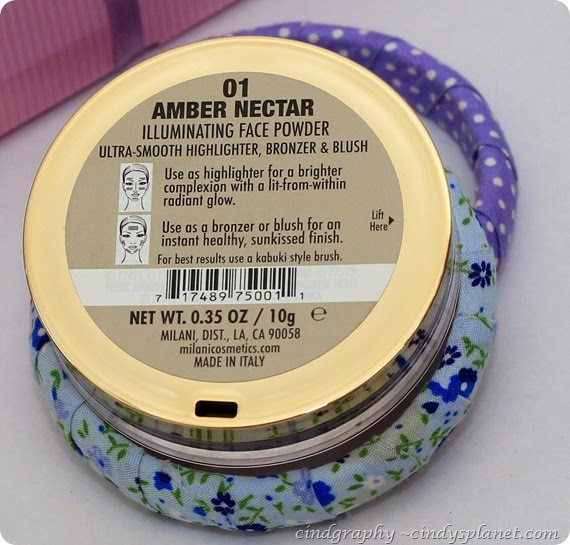 01
AMBER NECTAR
ILLUMINATING FACE POWDER
ULTRA-SMOOTH HIGHLIGHTER, BRONZER & BLUSH
Use as highlighter for a brighter
complexion with a lit-from-within
radiant glow.
Use as a bronzer or blush for an
instant healthy, sunkissed finish.
For best results use a kabuki style brush.
Lift
Here
7 17489 75001 1
NET WT. 0.35 OZ / 10g e
MILANI, DIST., LA, CA 90058
milanicosmetics.com
MADE IN ITALY
cindgraphy ~cindysplanet.com